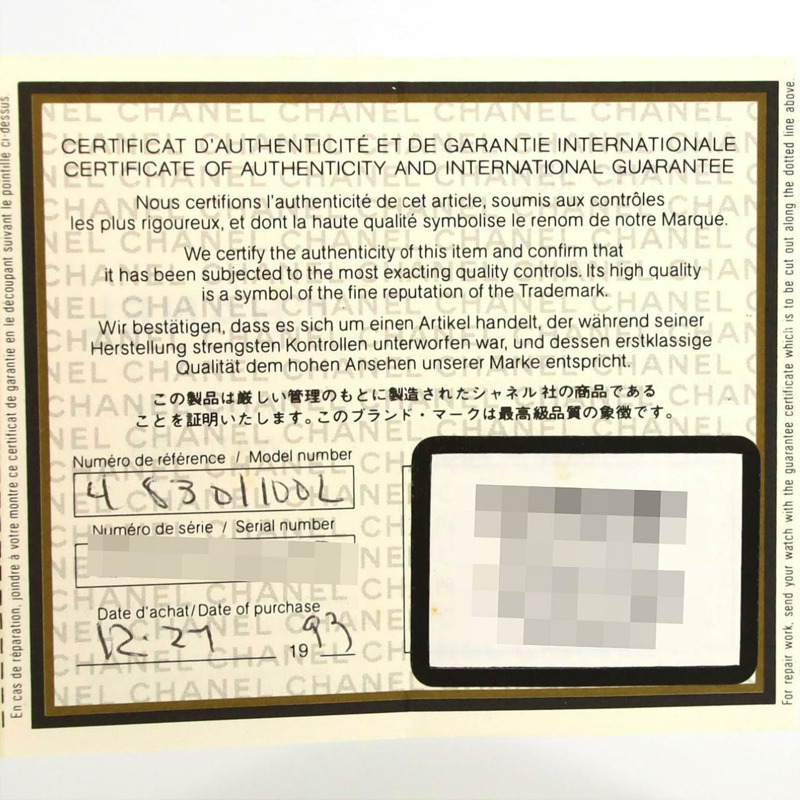 CERTIFICAT D'AUTHENTICITÉ ET DE GARANTIE INTERNATIONALE
CERTIFICATE OF AUTHENTICITY AND INTERNATIONAL GUARANTEE
Nous certifions l'authenticité de cet article, soumis aux contrôles
les plus rigoureux, et dont la haute qualité symbolise le renom de notre Marque.
We certify the authenticity of this item and confirm that
it has been subjected to the most exacting quality controls. Its high quality
is a symbol of the fine reputation of the Trademark.
Wir bestätigen, dass es sich um einen Artikel handelt, der während seiner
Herstellung strengsten Kontrollen unterworfen war, und dessen erstklassige
Qualität dem hohen Ansehen unserer Marke entspricht.
この製品は厳しい管理のもとに製造されたシャネル社の商品である
ことを証明いたします。このブランド・マークは最高級品質の象徴です。
Numéro de référence / Model number
Numéro de série / Serial number
Date d'achat/Date of purchase
12.27 1993
En cas de réparation, joindre à votre montre ce certificat de garantie en le découpant suivant le pointillé ci-dessus
For repair work, send your watch with the guarantee certificate which is to be cut out along the dotted line above.
CHANEL